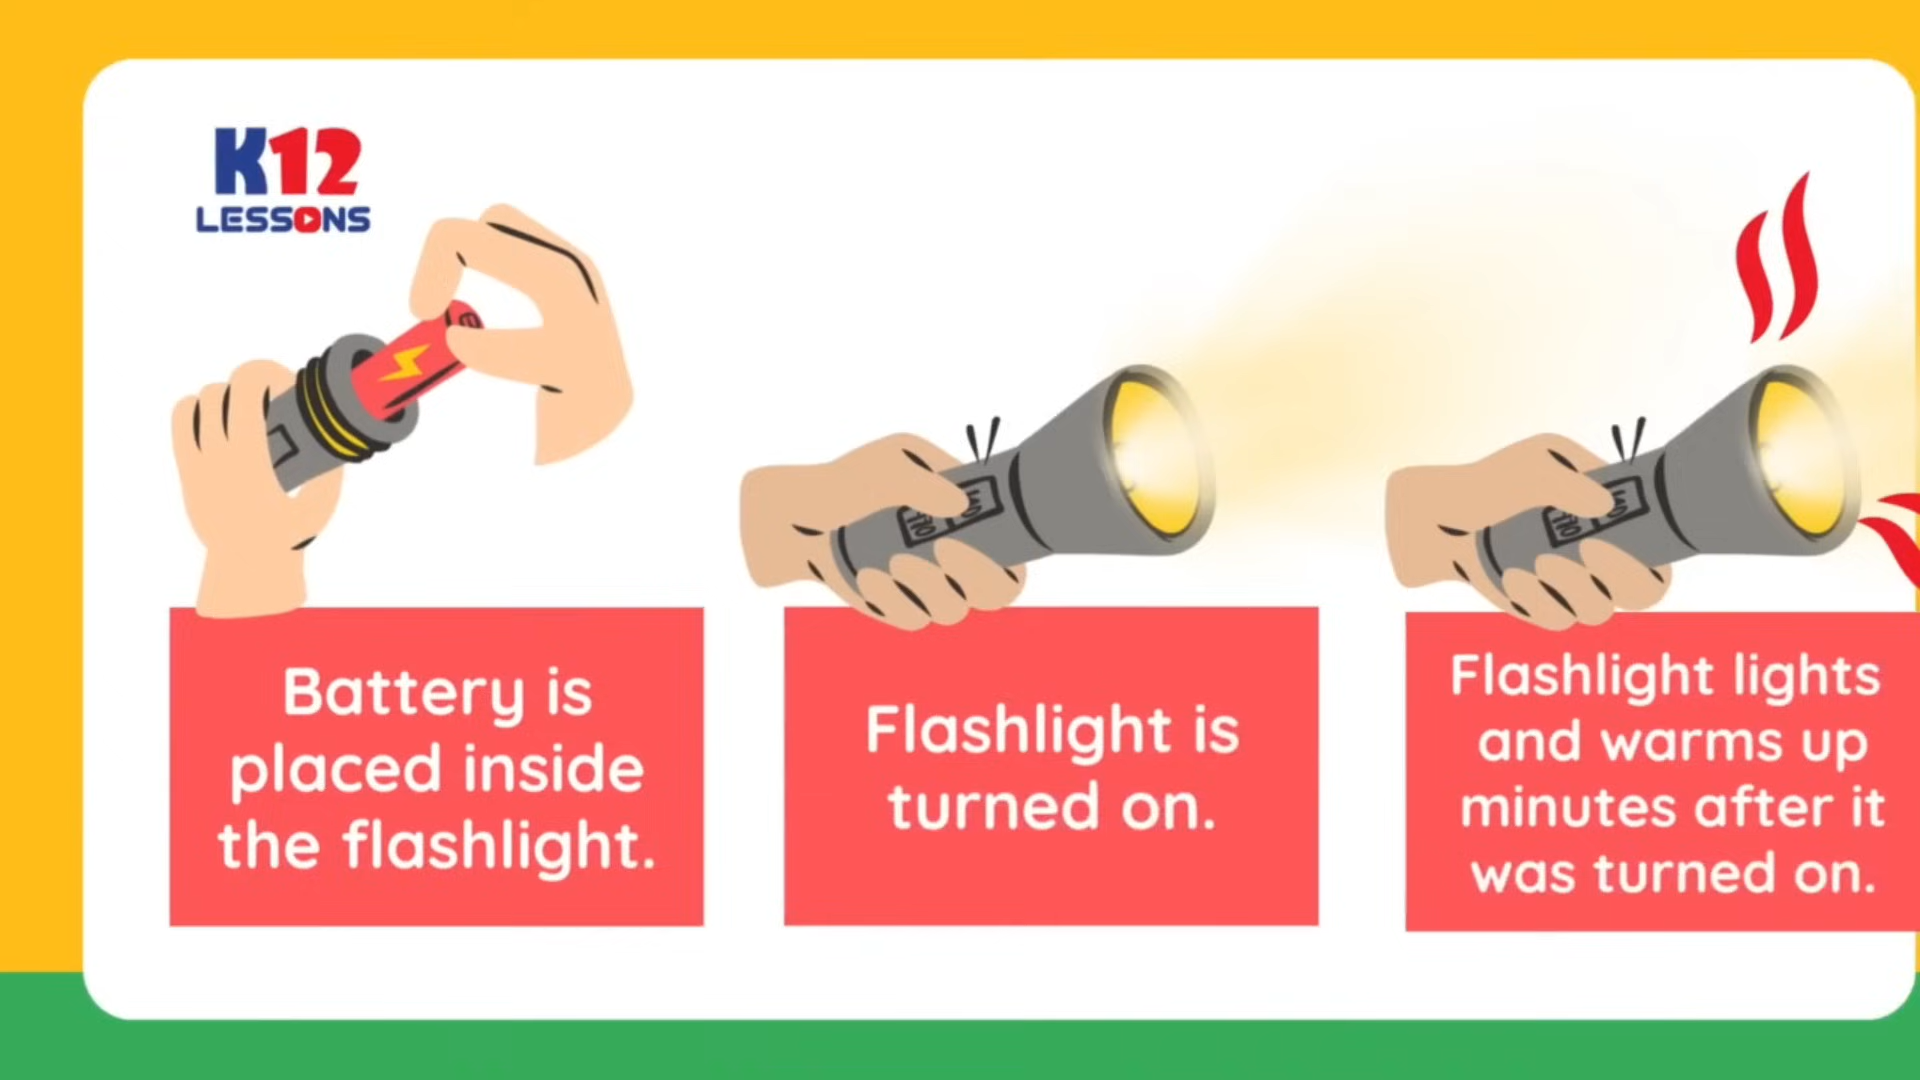 K12
LESSONS
Battery is
placed inside
the flashlight.
Flashlight is
turned on.
Flashlight lights
and warms up
minutes after it
was turned on.